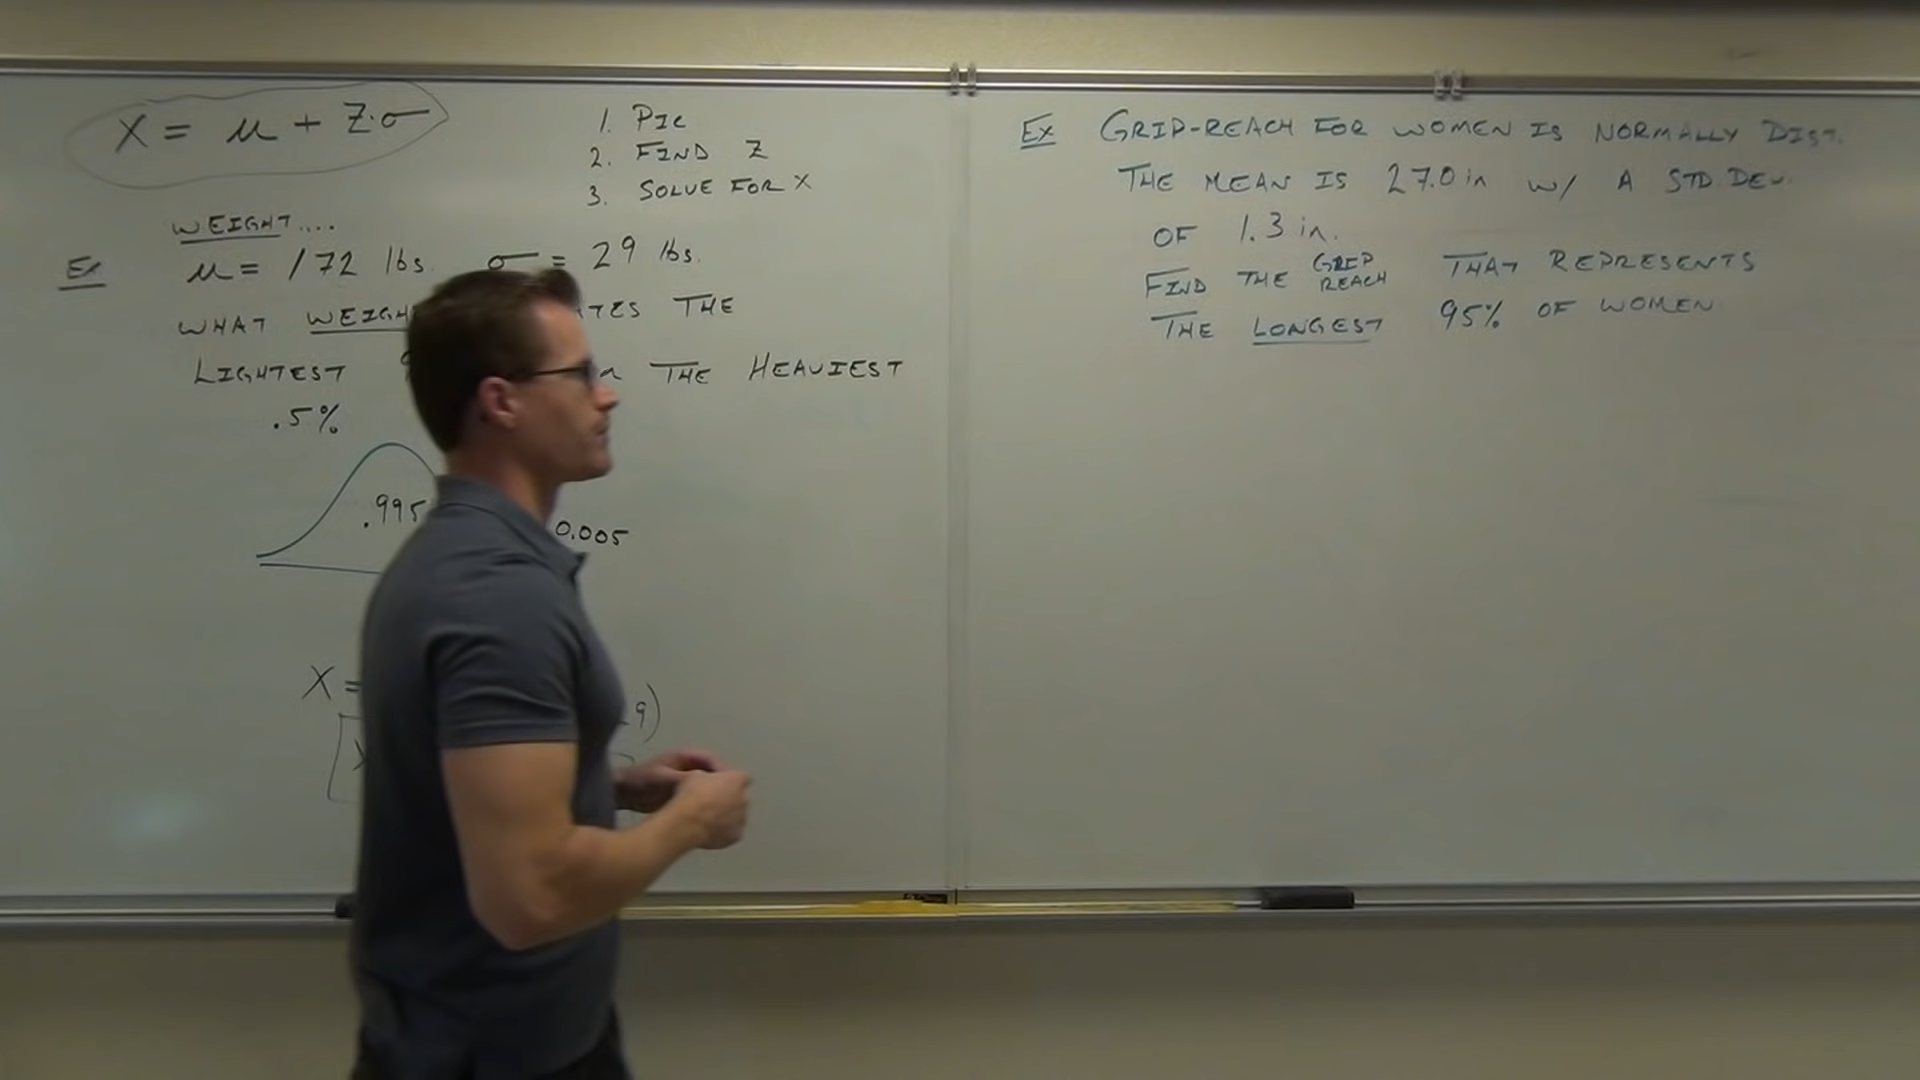 X = μ + Z·σ
1. PIC
2. FIND Z
3. SOLVE FOR X
WEIGHT....
Ex μ = 172 lbs. σ = 29 lbs.
WHAT THE
LIGHTEST THE HEAVIEST
.5%
.995
0.005
X =
9)
Ex GRIP-REACH FOR WOMEN IS NORMALLY DIST.
THE MEAN IS 27.0 in w/ A STD. DEV.
OF 1.3 in.
FIND THE GRIP REACH THAT REPRESENTS
THE LONGEST 95% OF WOMEN